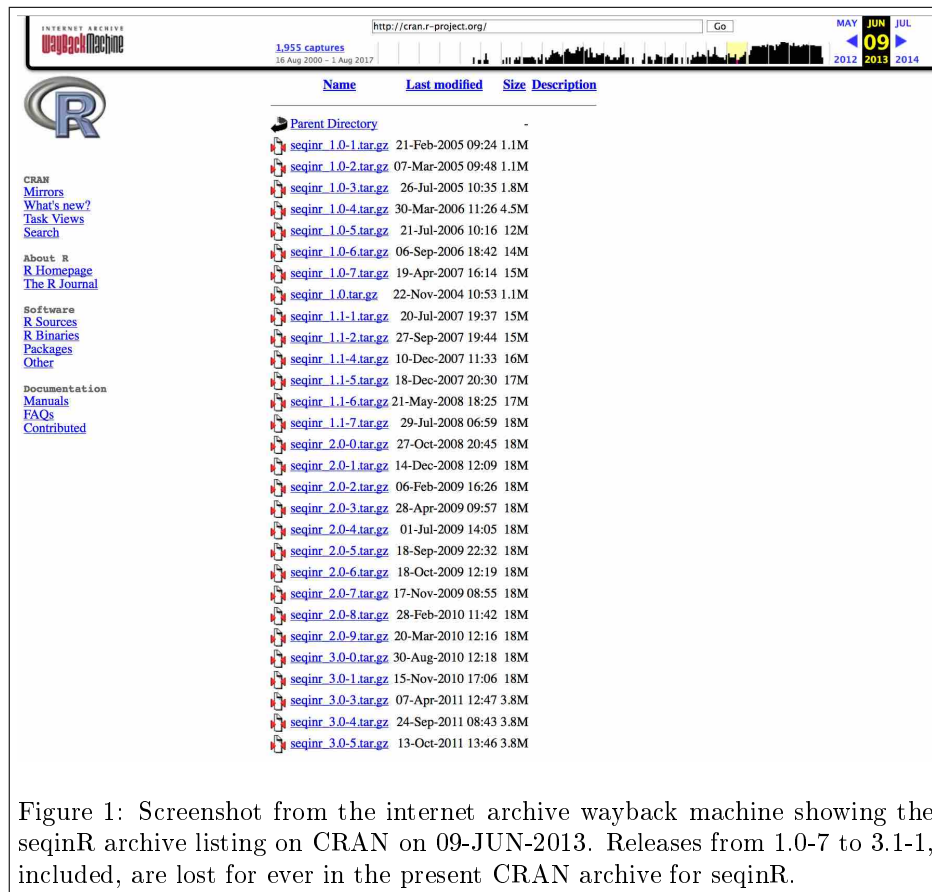 INTERNET ARCHIVE
WayBackMachine
http://cran.r-project.org/ Go
1,955 captures
16 Aug 2000 – 1 Aug 2017
MAY JUN JUL
09
2012 2013 2014
R
CRAN
Mirrors
What's new?
Task Views
Search
About R
R Homepage
The R Journal
Software
R Sources
R Binaries
Packages
Other
Documentation
Manuals
FAQs
Contributed
Name Last modified Size Description
Parent Directory -
seqinr_1.0-1.tar.gz 21-Feb-2005 09:24 1.1M
seqinr_1.0-2.tar.gz 07-Mar-2005 09:48 1.1M
seqinr_1.0-3.tar.gz 26-Jul-2005 10:35 1.8M
seqinr_1.0-4.tar.gz 30-Mar-2006 11:26 4.5M
seqinr_1.0-5.tar.gz 21-Jul-2006 10:16 12M
seqinr_1.0-6.tar.gz 06-Sep-2006 18:42 14M
seqinr_1.0-7.tar.gz 19-Apr-2007 16:14 15M
seqinr_1.0.tar.gz 22-Nov-2004 10:53 1.1M
seqinr_1.1-1.tar.gz 20-Jul-2007 19:37 15M
seqinr_1.1-2.tar.gz 27-Sep-2007 19:44 15M
seqinr_1.1-4.tar.gz 10-Dec-2007 11:33 16M
seqinr_1.1-5.tar.gz 18-Dec-2007 20:30 17M
seqinr_1.1-6.tar.gz 21-May-2008 18:25 17M
seqinr_1.1-7.tar.gz 29-Jul-2008 06:59 18M
seqinr_2.0-0.tar.gz 27-Oct-2008 20:45 18M
seqinr_2.0-1.tar.gz 14-Dec-2008 12:09 18M
seqinr_2.0-2.tar.gz 06-Feb-2009 16:26 18M
seqinr_2.0-3.tar.gz 28-Apr-2009 09:57 18M
seqinr_2.0-4.tar.gz 01-Jul-2009 14:05 18M
seqinr_2.0-5.tar.gz 18-Sep-2009 22:32 18M
seqinr_2.0-6.tar.gz 18-Oct-2009 12:19 18M
seqinr_2.0-7.tar.gz 17-Nov-2009 08:55 18M
seqinr_2.0-8.tar.gz 28-Feb-2010 11:42 18M
seqinr_2.0-9.tar.gz 20-Mar-2010 12:16 18M
seqinr_3.0-0.tar.gz 30-Aug-2010 12:18 18M
seqinr_3.0-1.tar.gz 15-Nov-2010 17:06 18M
seqinr_3.0-3.tar.gz 07-Apr-2011 12:47 3.8M
seqinr_3.0-4.tar.gz 24-Sep-2011 08:43 3.8M
seqinr_3.0-5.tar.gz 13-Oct-2011 13:46 3.8M
Figure 1: Screenshot from the internet archive wayback machine showing the
seqinR archive listing on CRAN on 09-JUN-2013. Releases from 1.0-7 to 3.1-1,
included, are lost for ever in the present CRAN archive for seqinR.